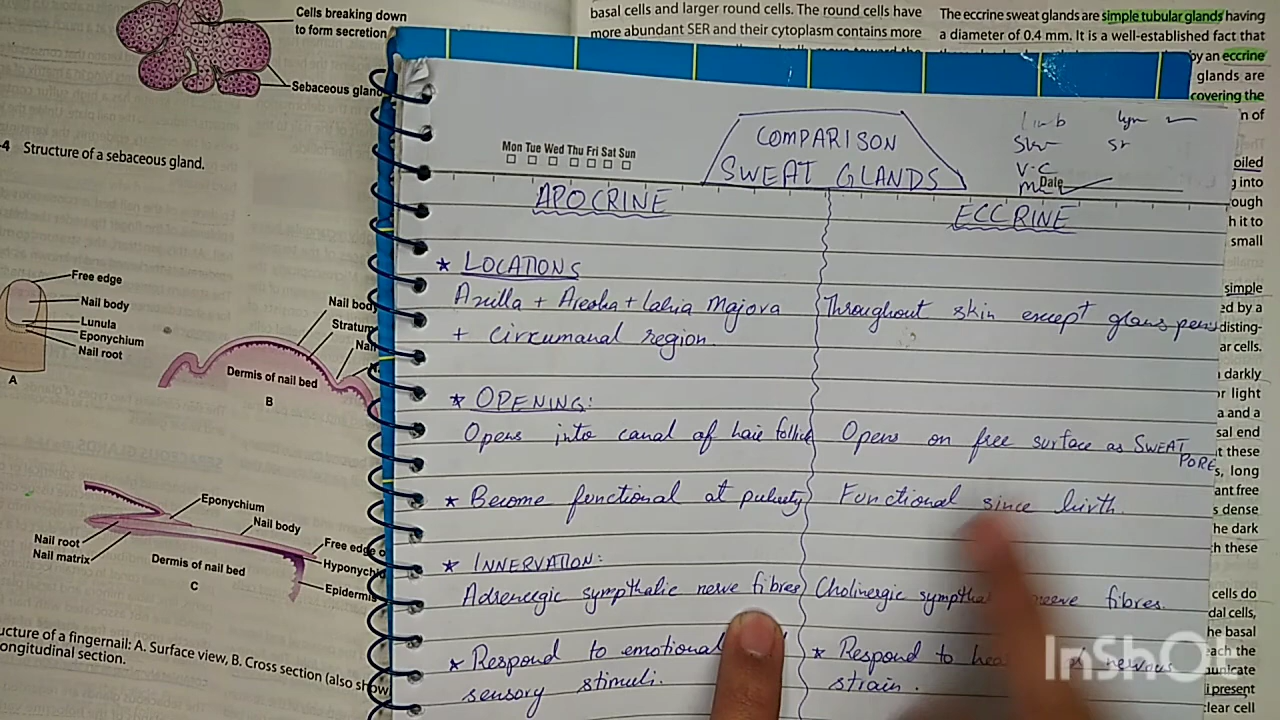 Cells breaking down
to form secretion
Sebaceous gland
4 Structure of a sebaceous gland.
basal cells and larger round cells. The round cells have
more abundant SER and their cytoplasm contains more
The eccrine sweat glands are simple tubular glands having
a diameter of 0.4 mm. It is a well-established fact that
by an eccrine
glands are
covering the
Mon Tue Wed Thu Fri Sat Sun
Date
COMPARISON
SWEAT GLANDS
APOCRINE
ECCRINE
* LOCATIONS
Axilla + Areola + Labia Majora
+ circumanal region
Throughout skin except glans penis
* OPENING:
Opens into canal of hair follicle
Opens on free surface as SWEAT
PORE
* Become functional at puberty
Functional since birth.
* INNERVATION:
Adrenergic sympthalic nerve fibres
Cholinergic nerve fibres.
* Respond to emotional
sensory stimuli.
* Respond to nervous
strain.
Free edge
Nail body
Lunula
Eponychium
Nail root
A
Nail body
Stratum
Dermis of nail bed
B
Eponychium
Nail body
Free edge
Hyponych
Nail root
Nail matrix
Dermis of nail bed
Epidermis
C
ucture of a fingernail: A. Surface view, B. Cross section (also show
ongitudinal section.
InShO